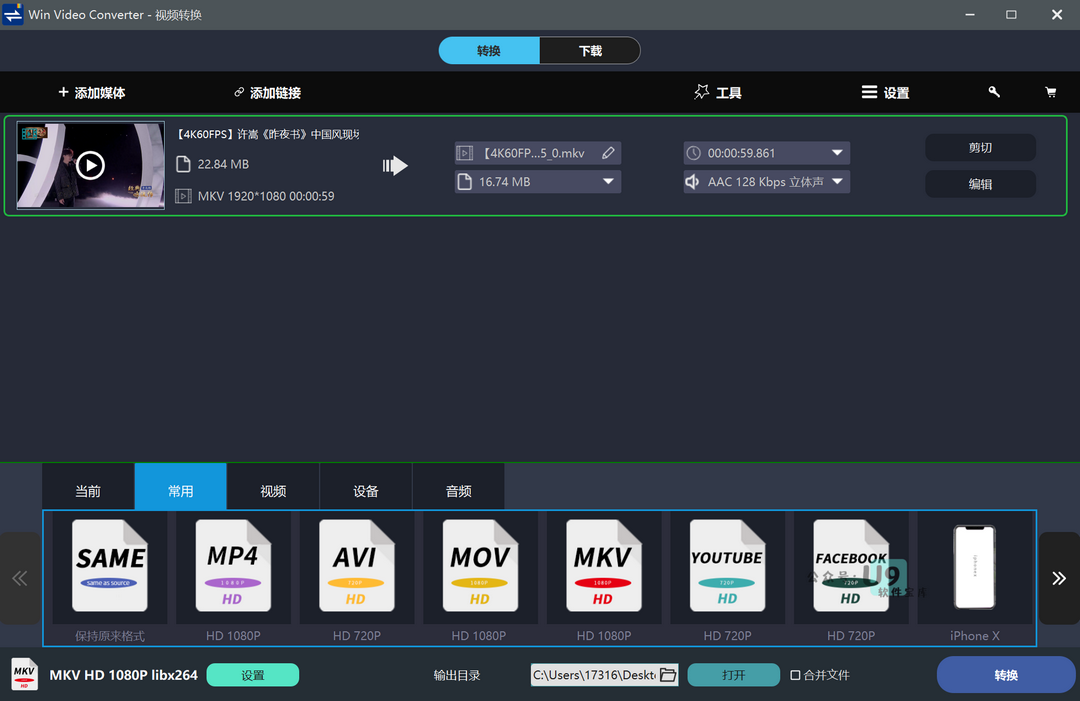 Win Video Converter - 视频转换
转换
下载
添加媒体
添加链接
工具
设置
【4K60FPS】许嵩《昨夜书》中国风现场
22.84 MB
MKV 1920*1080 00:00:59
【4K60FP...5_0.mkv
16.74 MB
00:00:59.861
AAC 128 Kbps 立体声
剪切
编辑
当前
常用
视频
设备
音频
SAME
same as source
保持原来格式
MP4
1080P
HD
HD 1080P
AVI
720P
HD
HD 720P
MOV
1080P
HD
HD 1080P
MKV
1080P
HD
HD 1080P
YOUTUBE
720P
HD
HD 720P
FACEBOOK
720P
HD
HD 720P
公众号:
U9
软件宝库
iphonex
iPhone X
MKV
HD
MKV HD 1080P libx264
设置
输出目录
C:\Users\17316\Deskt
打开
合并文件
转换